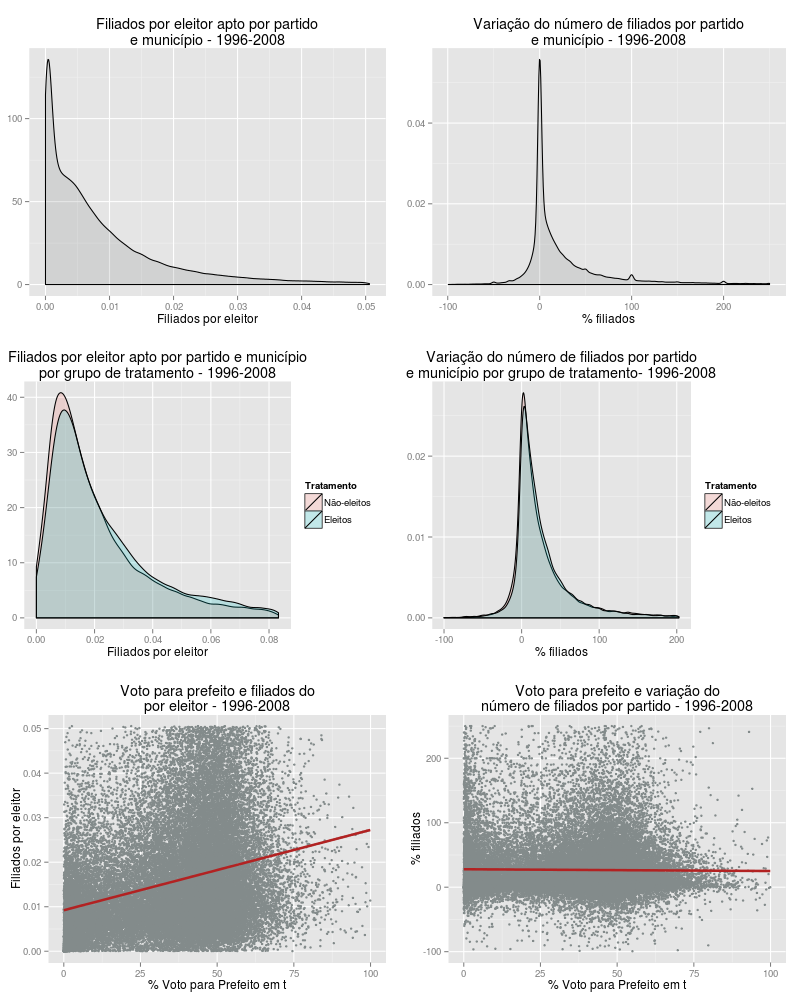 Filiados por eleitor apto por partido
e município - 1996-2008
100
50
0
0.00 0.01 0.02 0.03 0.04 0.05
Filiados por eleitor
Variação do número de filiados por partido
e município - 1996-2008
0.04
0.02
0.00
-100 0 100 200
% filiados
Filiados por eleitor apto por partido e município
por grupo de tratamento - 1996-2008
40
30
20
10
0
0.00 0.02 0.04 0.06 0.08
Filiados por eleitor
Tratamento
Não-eleitos
Eleitos
Variação do número de filiados por partido
e município por grupo de tratamento- 1996-2008
0.02
0.01
0.00
-100 0 100 200
% filiados
Tratamento
Não-eleitos
Eleitos
Voto para prefeito e filiados do
por eleitor - 1996-2008
Filiados por eleitor
0.05
0.04
0.03
0.02
0.01
0.00
0 25 50 75 100
% Voto para Prefeito em t
Voto para prefeito e variação do
número de filiados por partido - 1996-2008
% filiados
200
100
0
-100
0 25 50 75 100
% Voto para Prefeito em t